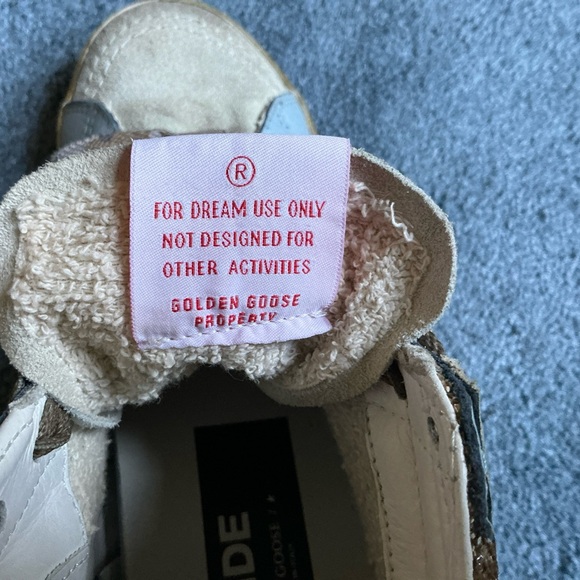 ®
FOR DREAM USE ONLY
NOT DESIGNED FOR
OTHER ACTIVITIES
GOLDEN GOOSE
PROPERTY
DE
GOOSE /